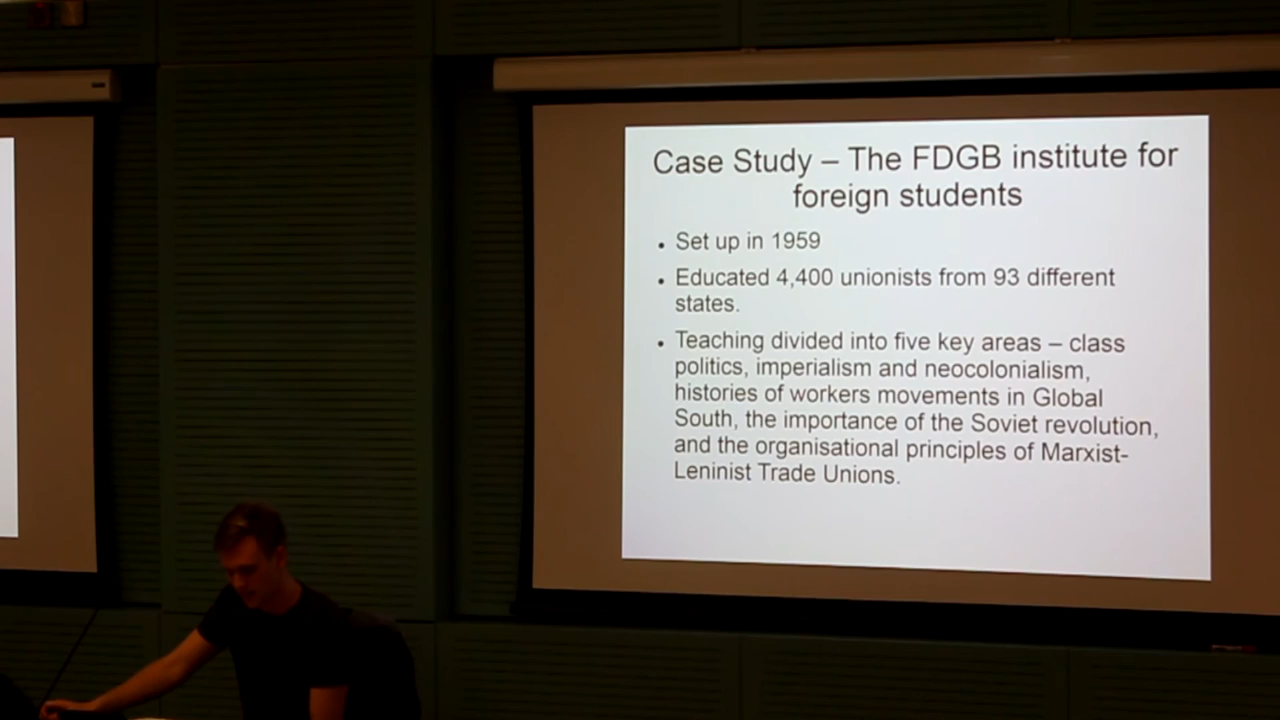 Case Study – The FDGB institute for
foreign students
• Set up in 1959
• Educated 4,400 unionists from 93 different
states.
• Teaching divided into five key areas – class
politics, imperialism and neocolonialism,
histories of workers movements in Global
South, the importance of the Soviet revolution,
and the organisational principles of Marxist-
Leninist Trade Unions.